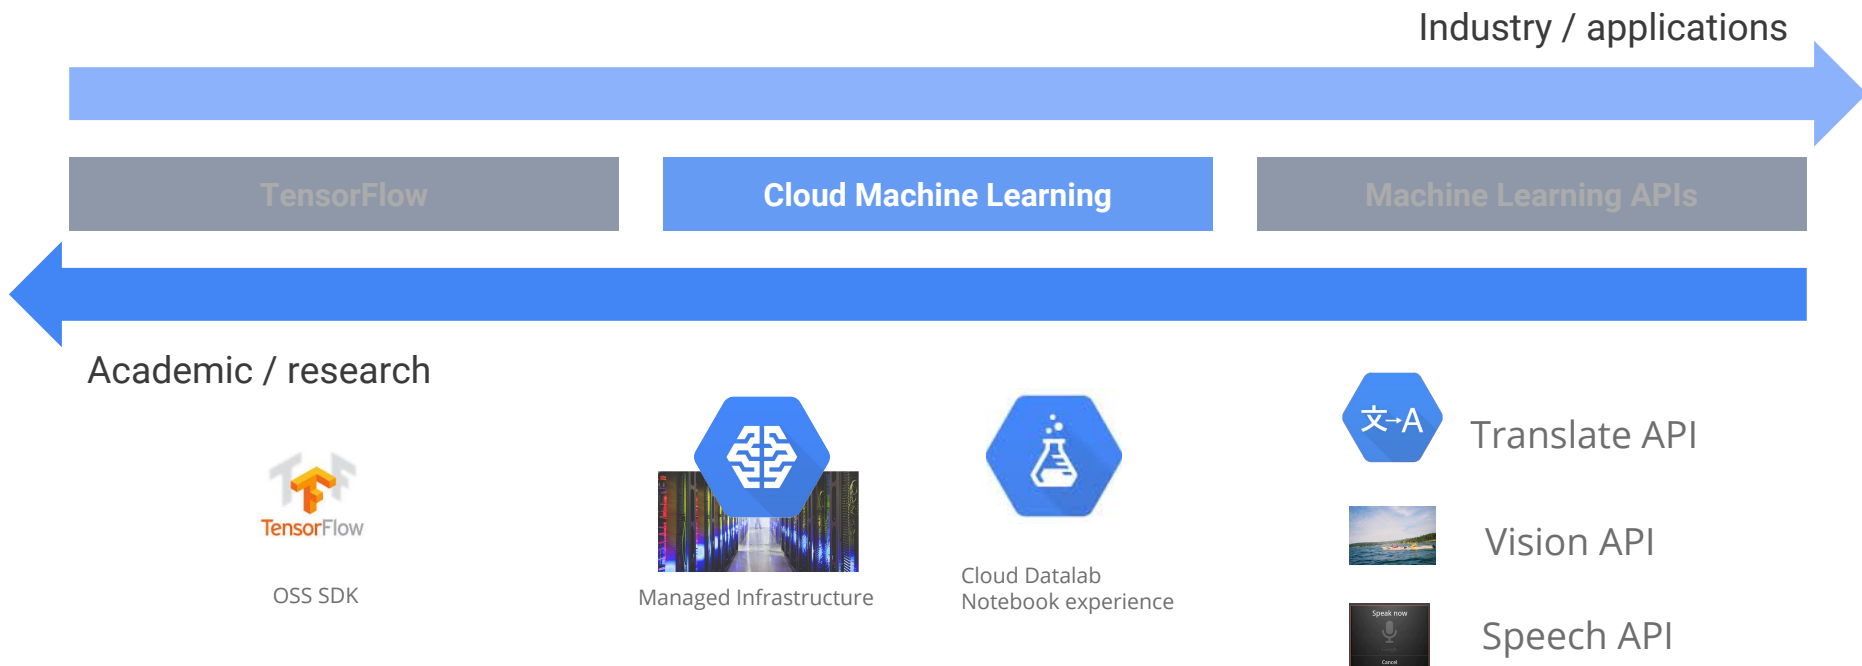 Industry / applications
TensorFlow
Cloud Machine Learning
Machine Learning APIs
Academic / research
TensorFlow
OSS SDK
Managed Infrastructure
Cloud Datalab
Notebook experience
文→A
Translate API
Vision API
Speak now
Cancel
Speech API